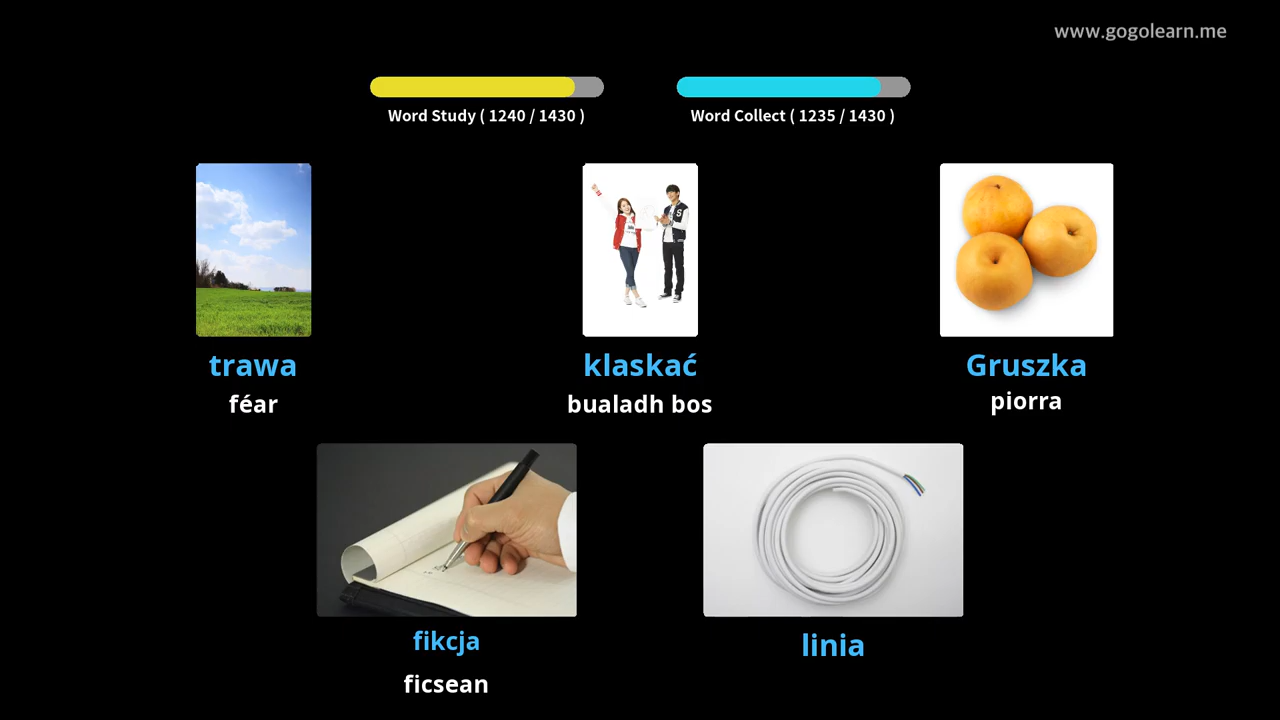 www.gogolearn.me
Word Study ( 1240 / 1430 )
Word Collect ( 1235 / 1430 )
trawa
féar
klaskać
bualadh bos
Gruszka
piorra
fikcja
ficsean
linia